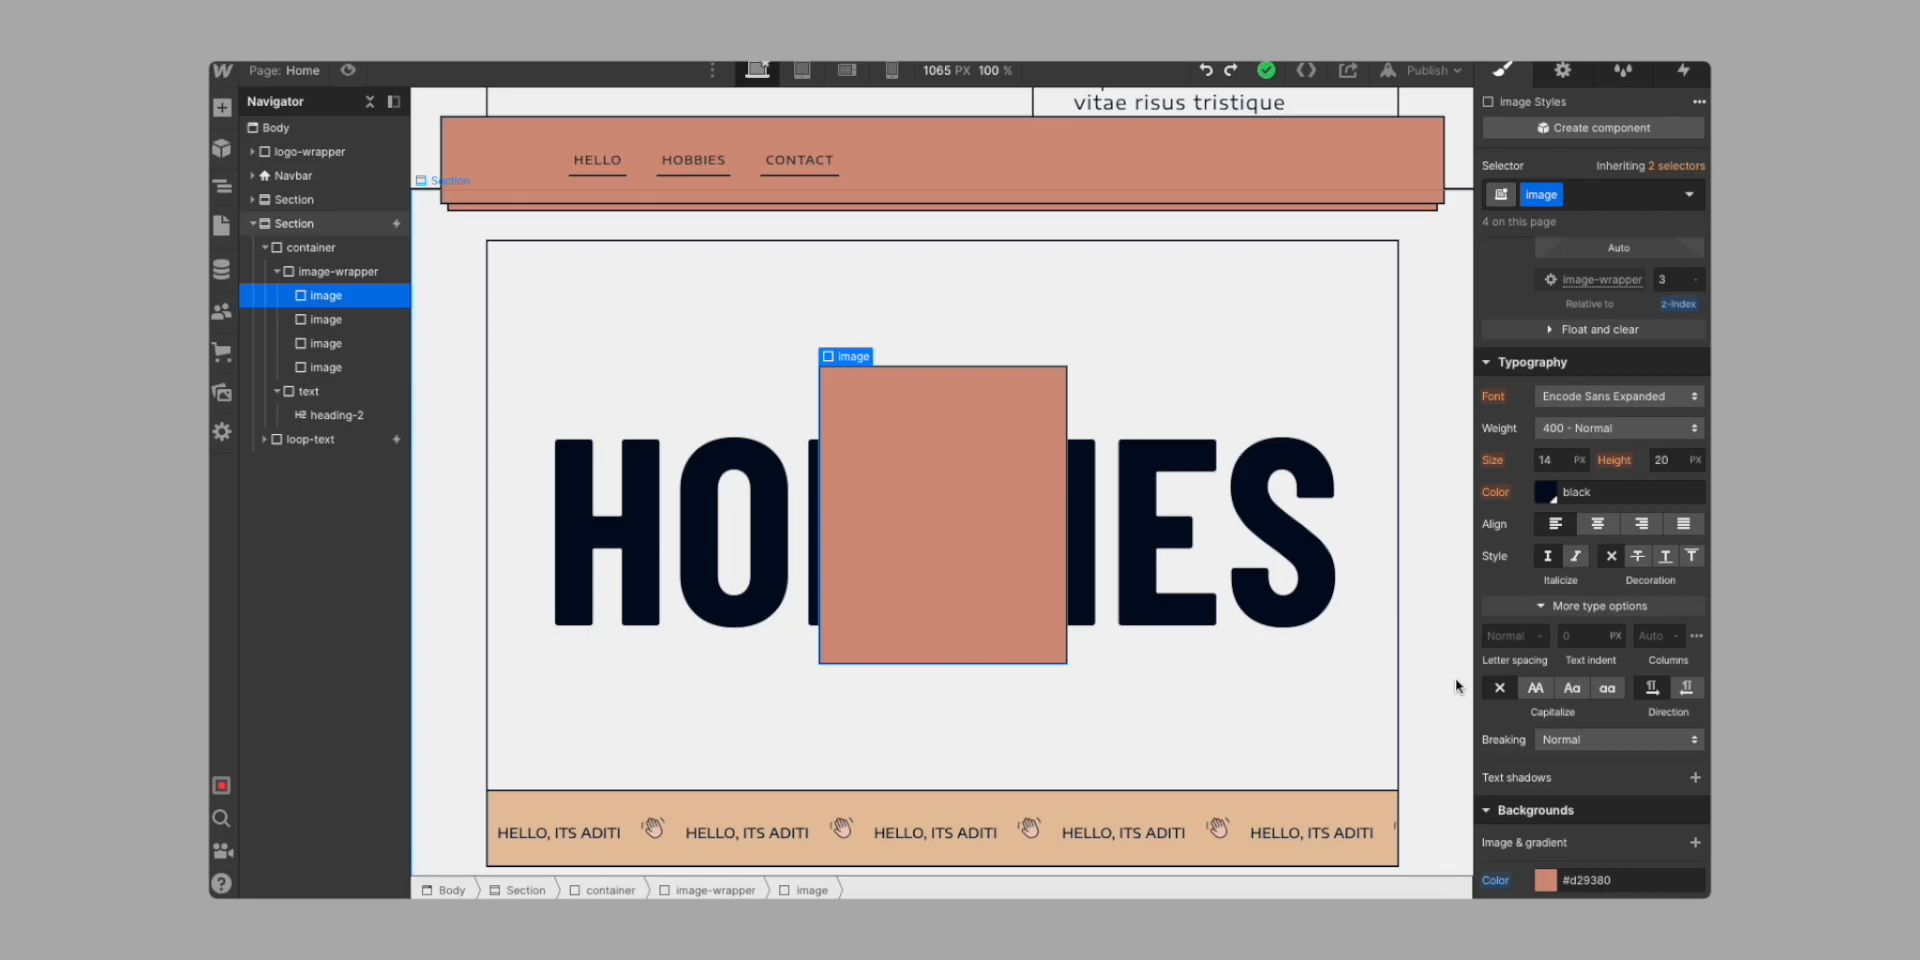 Page: Home
1065 PX 100 %
Publish
Navigator
Body
logo-wrapper
Navbar
Section
Section
container
image-wrapper
image
image
image
image
text
H2 heading-2
loop-text
vitae risus tristique
HELLO HOBBIES CONTACT
Section
image
HO IES
HELLO, ITS ADITI HELLO, ITS ADITI HELLO, ITS ADITI HELLO, ITS ADITI HELLO, ITS ADITI
Body Section container image-wrapper image
image Styles
Create component
Selector Inheriting 2 selectors
image
4 on this page
Auto
image-wrapper 3 -
Relative to z-Index
Float and clear
Typography
Font Encode Sans Expanded
Weight 400 - Normal
Size 14 PX Height 20 PX
Color black
Align
Style
Italicize Decoration
More type options
Normal - 0 PX Auto -
Letter spacing Text indent Columns
AA Aa aa
Capitalize Direction
Breaking Normal
Text shadows
Backgrounds
Image & gradient
Color #d29380